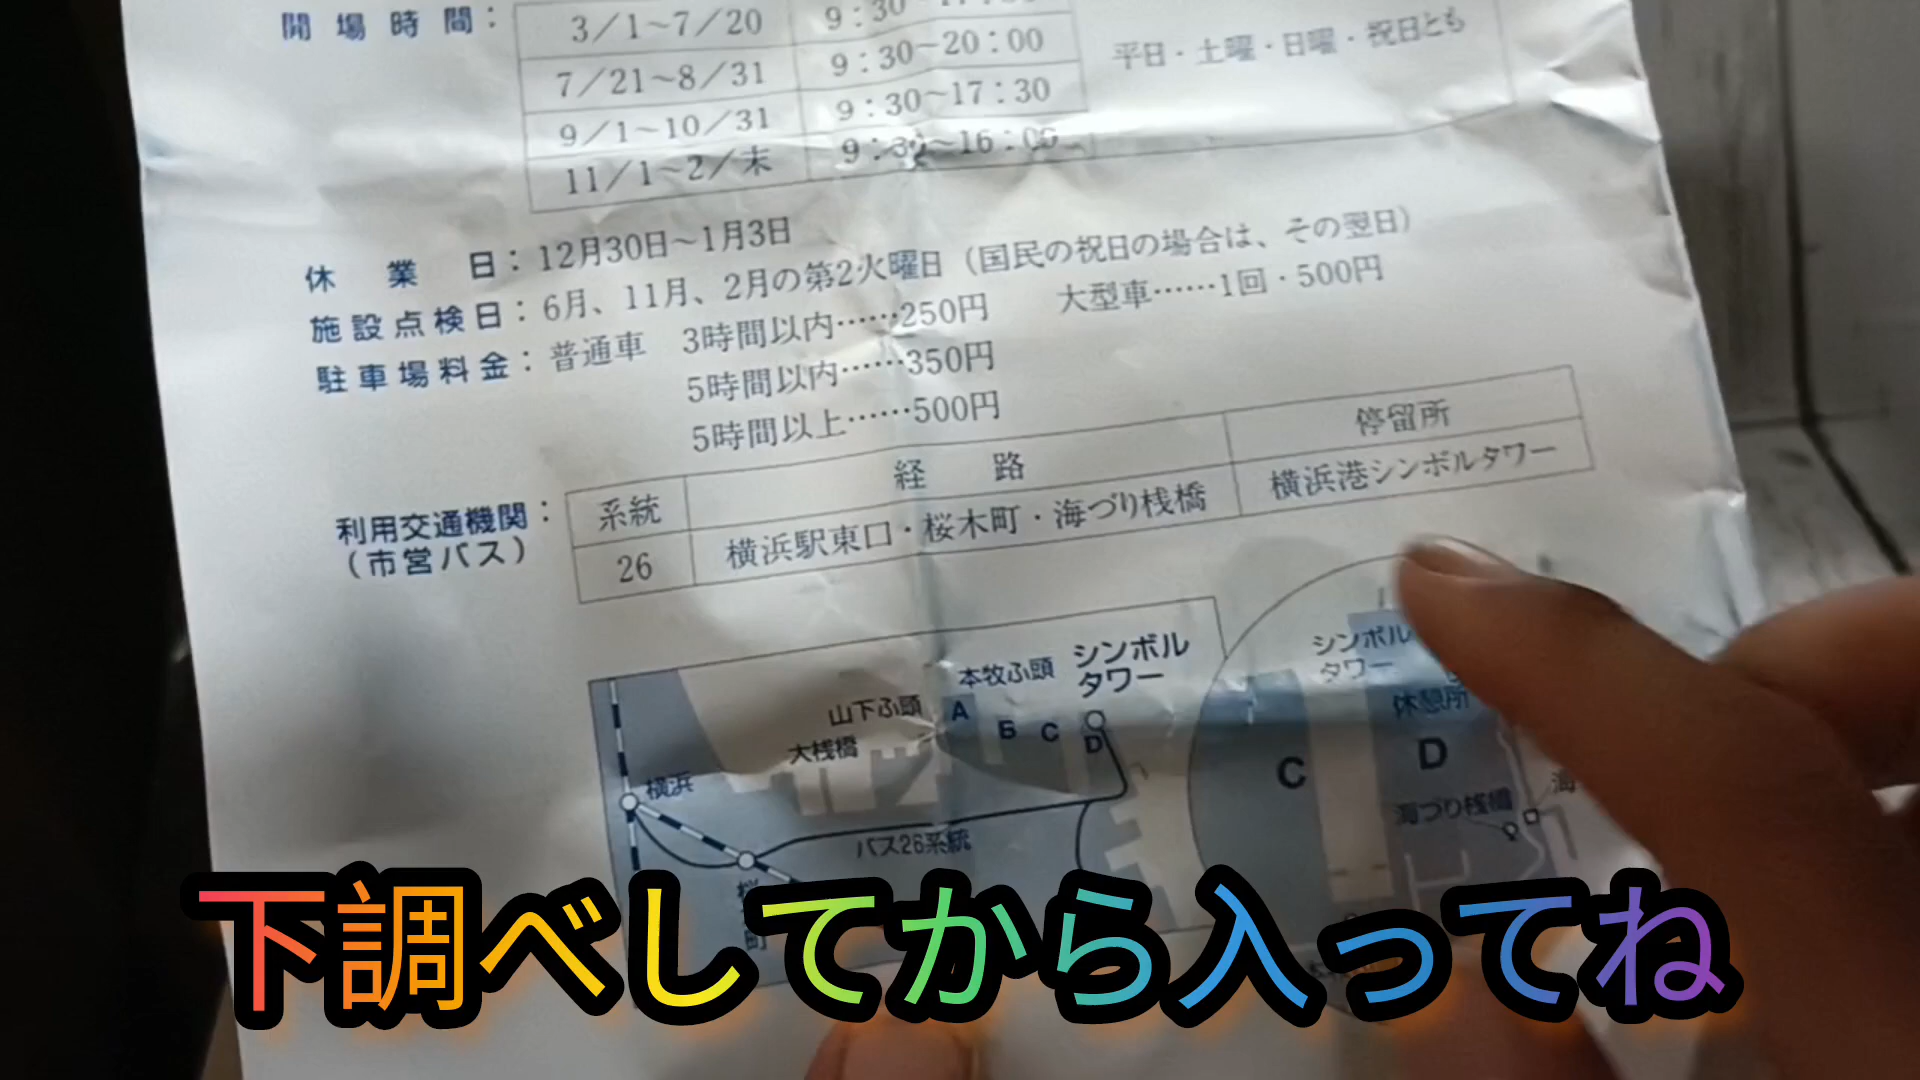 開場時間：
3／1～7／20
7／21～8／31 9：30～20：00 平日・土曜・日曜・祝日とも
9／1～10／31 9：30～17：30
11／1～2／末 9：30～16：00
休業日：12月30日～1月3日
施設点検日：6月、11月、2月の第2火曜日（国民の祝日の場合は、その翌日）
駐車場料金：普通車 3時間以内……250円 大型車……1回・500円
5時間以内……350円
5時間以上……500円
利用交通機関：
（市営バス）
系統 経路 停留所
26 横浜駅東口・桜木町・海づり桟橋 横浜港シンボルタワー
シンボル
タワー
本牧ふ頭
山下ふ頭
大桟橋
A B C D
横浜
バス26系統
シンボル
タワー
休憩所
C D
海づり桟橋
下調べしてから入ってね